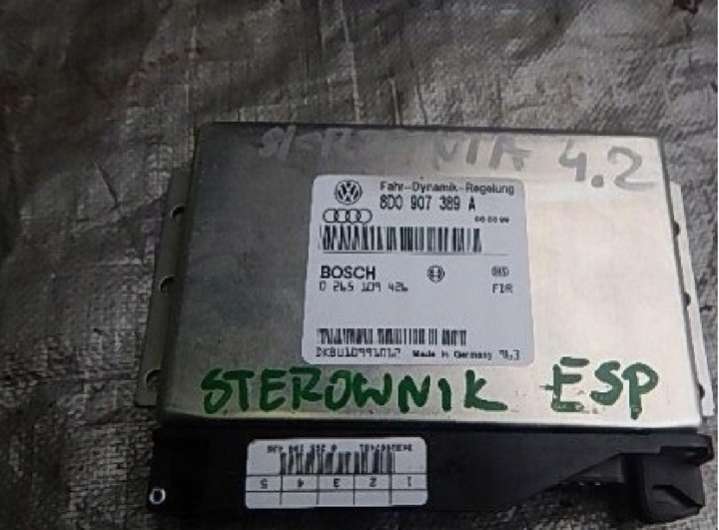 4.2
Fahr-Dynamik-Regelung
8D0 907 389 A
BOSCH
0 265 109 426 FDR
Made in Germany
STEROWNIK ESP
5 4 3 2 1